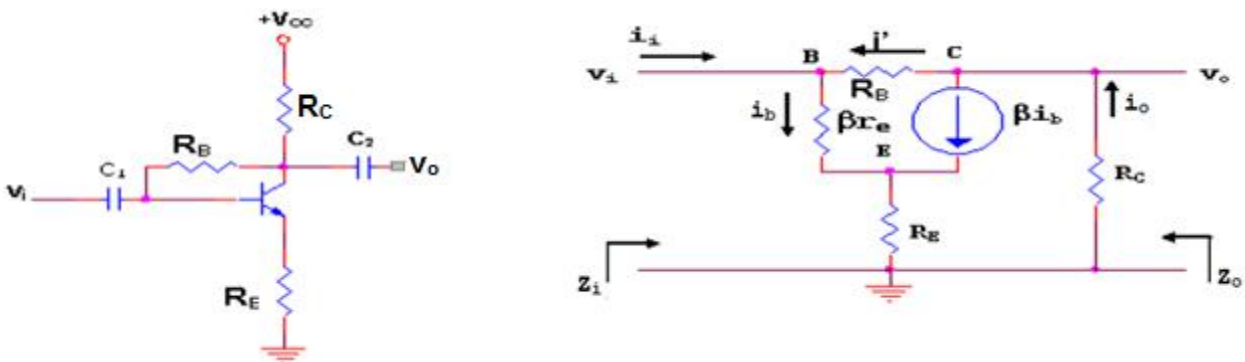 +Vcc
RC
RB
C1
C2
Vo
Vi
RE
ii
i'
B
C
vi
vo
RB
ib
βre
βib
io
E
RC
RE
Zi
Zo